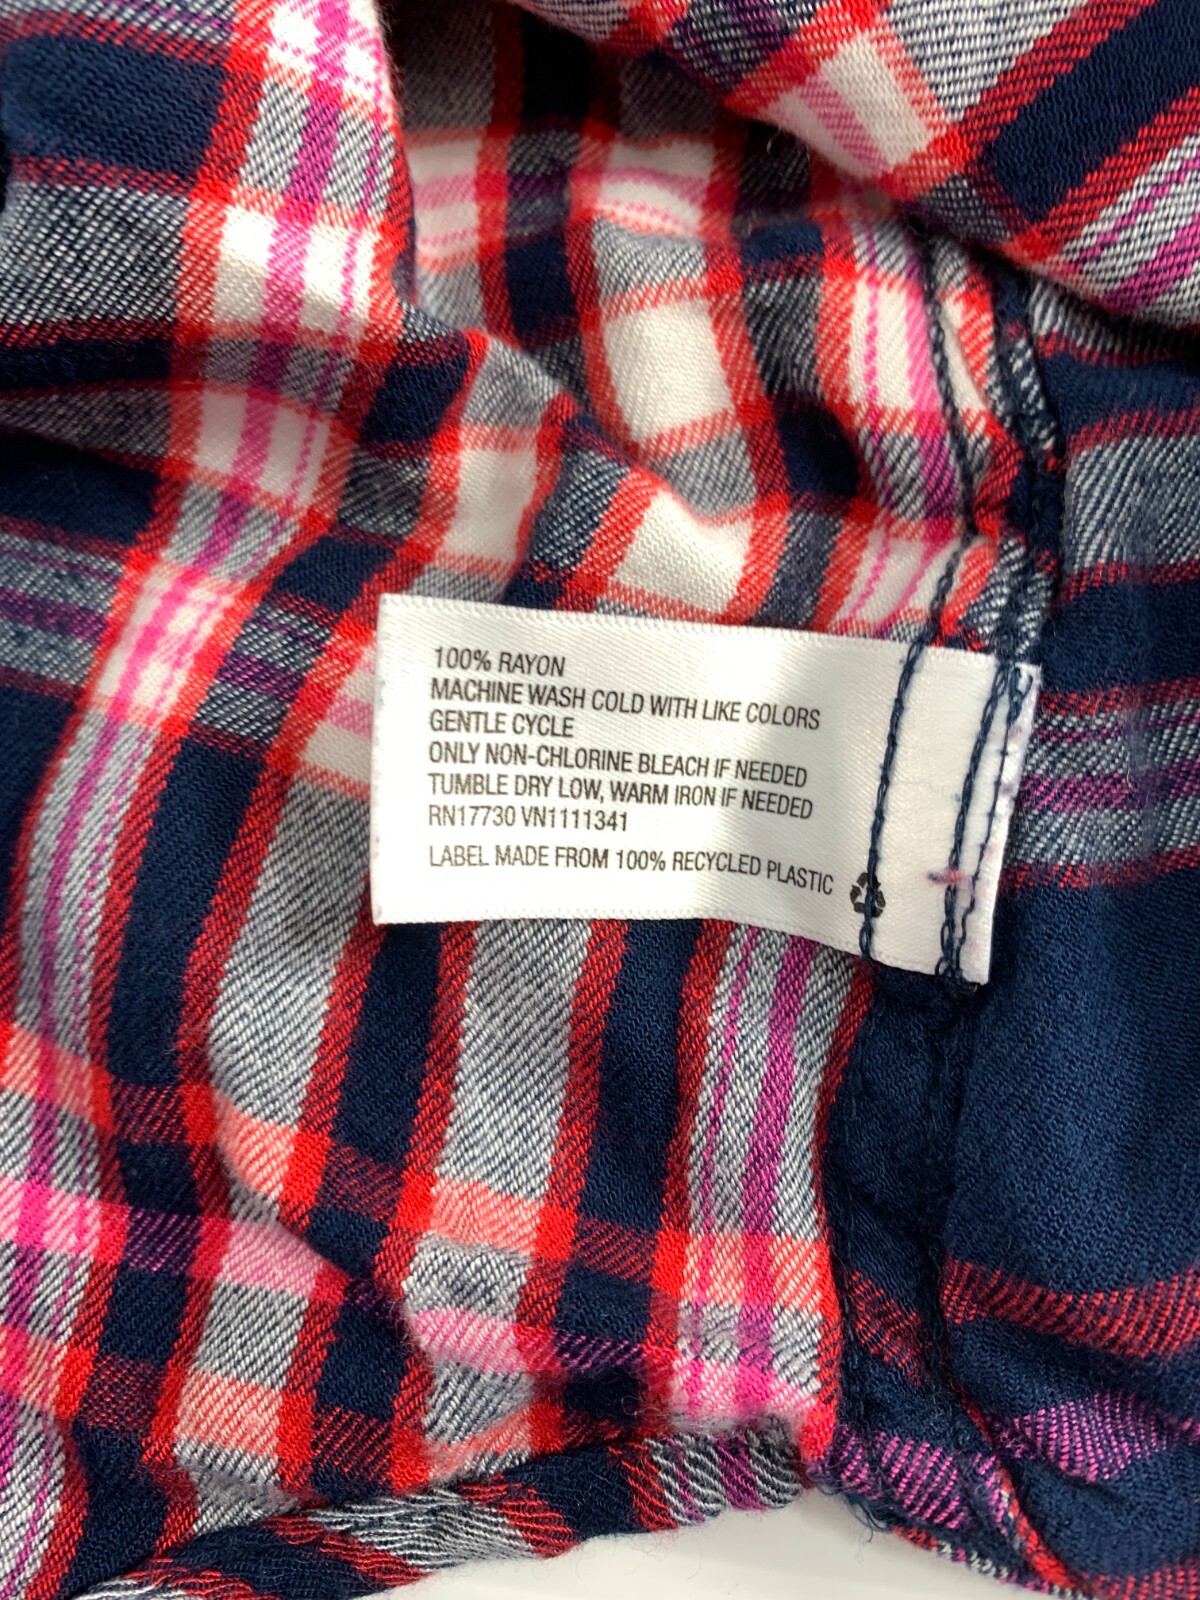 100% RAYON
MACHINE WASH COLD WITH LIKE COLORS
GENTLE CYCLE
ONLY NON-CHLORINE BLEACH IF NEEDED
TUMBLE DRY LOW, WARM IRON IF NEEDED
RN17730 VN1111341
LABEL MADE FROM 100% RECYCLED PLASTIC